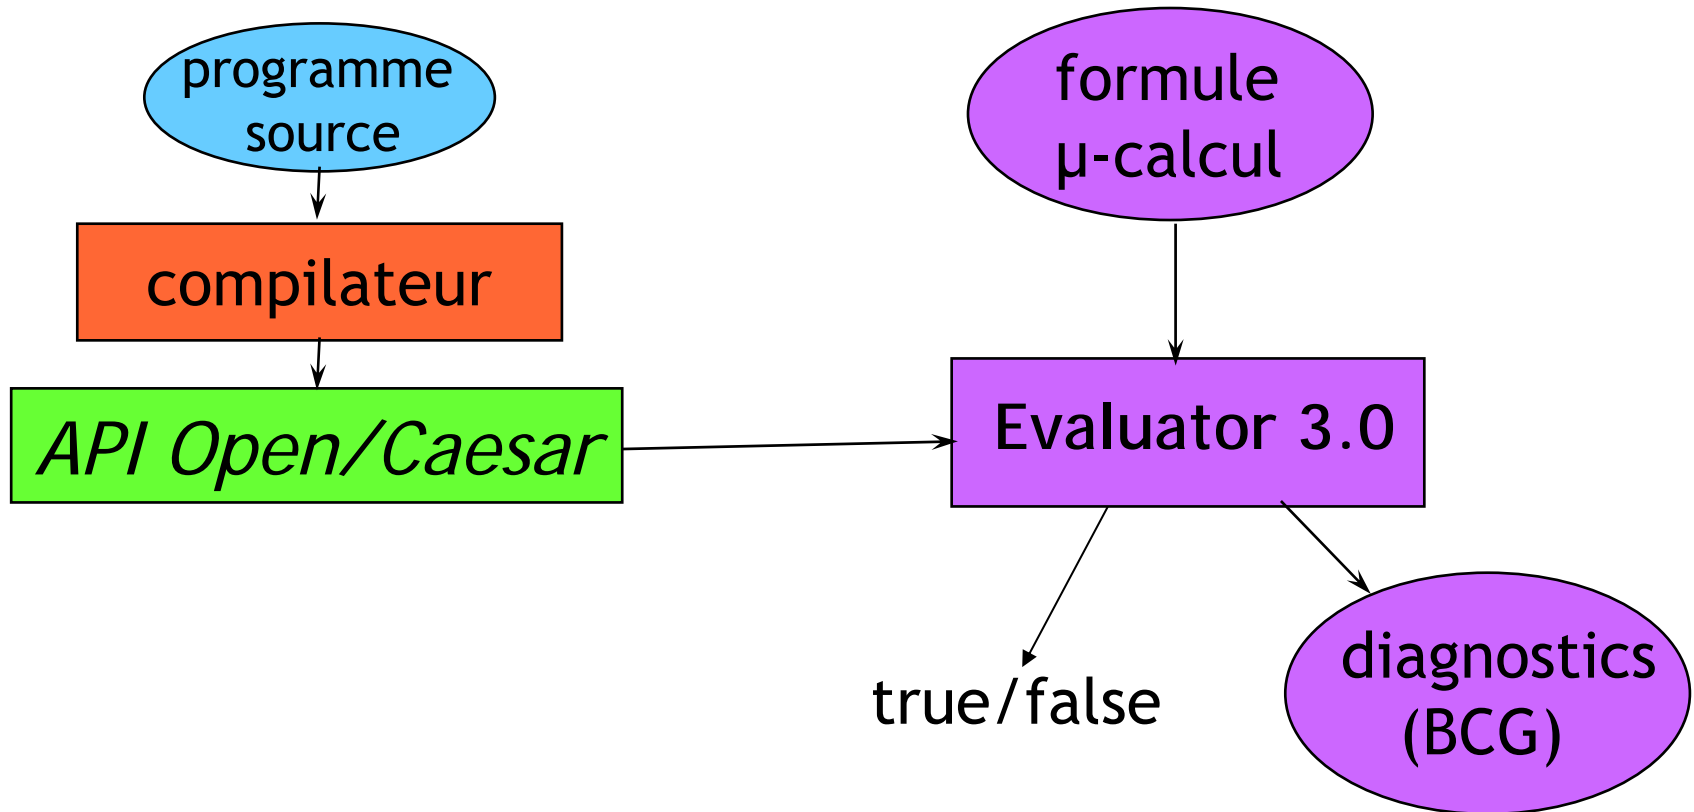 programme
source
formule
µ-calcul
compilateur
API Open/Caesar
Evaluator 3.0
true/false
diagnostics
(BCG)